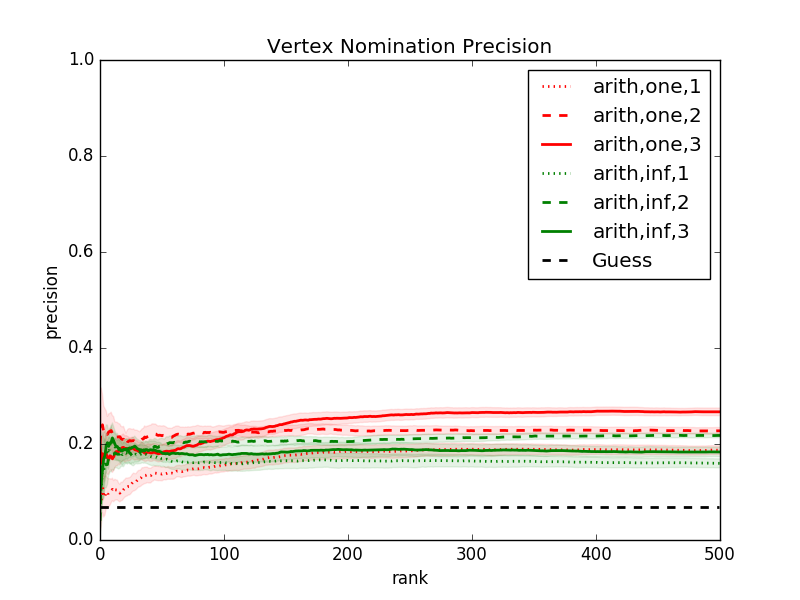 Vertex Nomination Precision
1.0
0.8
0.6
0.4
0.2
0.0
precision
arith,one,1
arith,one,2
arith,one,3
arith,inf,1
arith,inf,2
arith,inf,3
Guess
0 100 200 300 400 500
rank